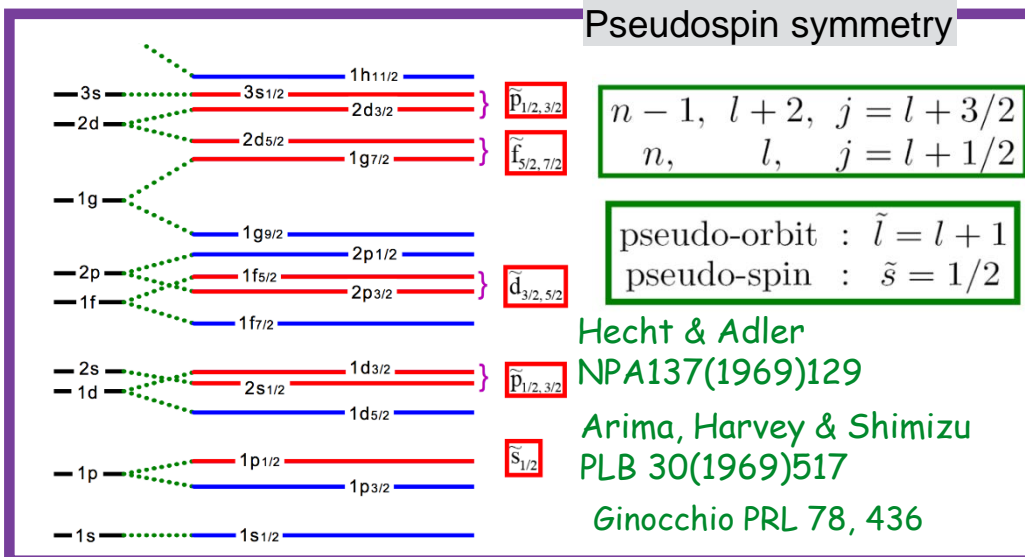 Pseudospin symmetry
1h11/2
3s 3s1/2
2d3/2 } p̃1/2, 3/2
2d
2d5/2
1g7/2 } f̃5/2, 7/2
1g
1g9/2
2p1/2
2p 1f5/2
2p3/2 } d̃3/2, 5/2
1f
1f7/2
2s 1d3/2
2s1/2 } p̃1/2, 3/2
1d
1d5/2
1p1/2 s̃1/2
1p
1p3/2
1s 1s1/2
n − 1, l + 2, j = l + 3/2
n, l, j = l + 1/2
pseudo-orbit : l̃ = l + 1
pseudo-spin : s̃ = 1/2
Hecht & Adler
NPA137(1969)129
Arima, Harvey & Shimizu
PLB 30(1969)517
Ginocchio PRL 78, 436